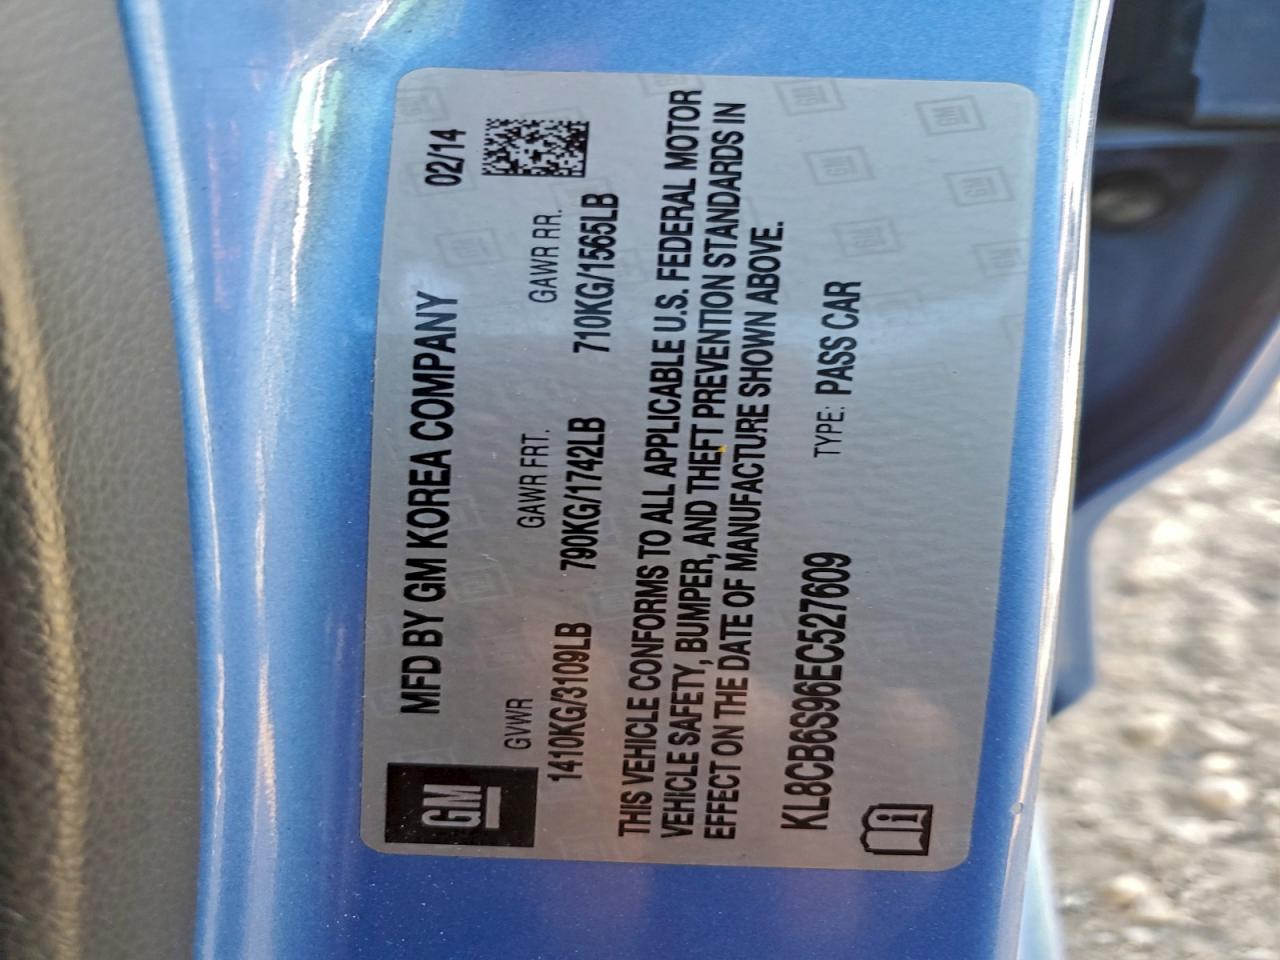 GM
MFD BY GM KOREA COMPANY 02/14
GVWR GAWR FRT. GAWR RR.
1410KG/3109LB 790KG/1742LB 710KG/1565LB
THIS VEHICLE CONFORMS TO ALL APPLICABLE U.S. FEDERAL MOTOR
VEHICLE SAFETY, BUMPER, AND THEFT PREVENTION STANDARDS IN
EFFECT ON THE DATE OF MANUFACTURE SHOWN ABOVE.
KL8CB6S96EC527609 TYPE: PASS CAR